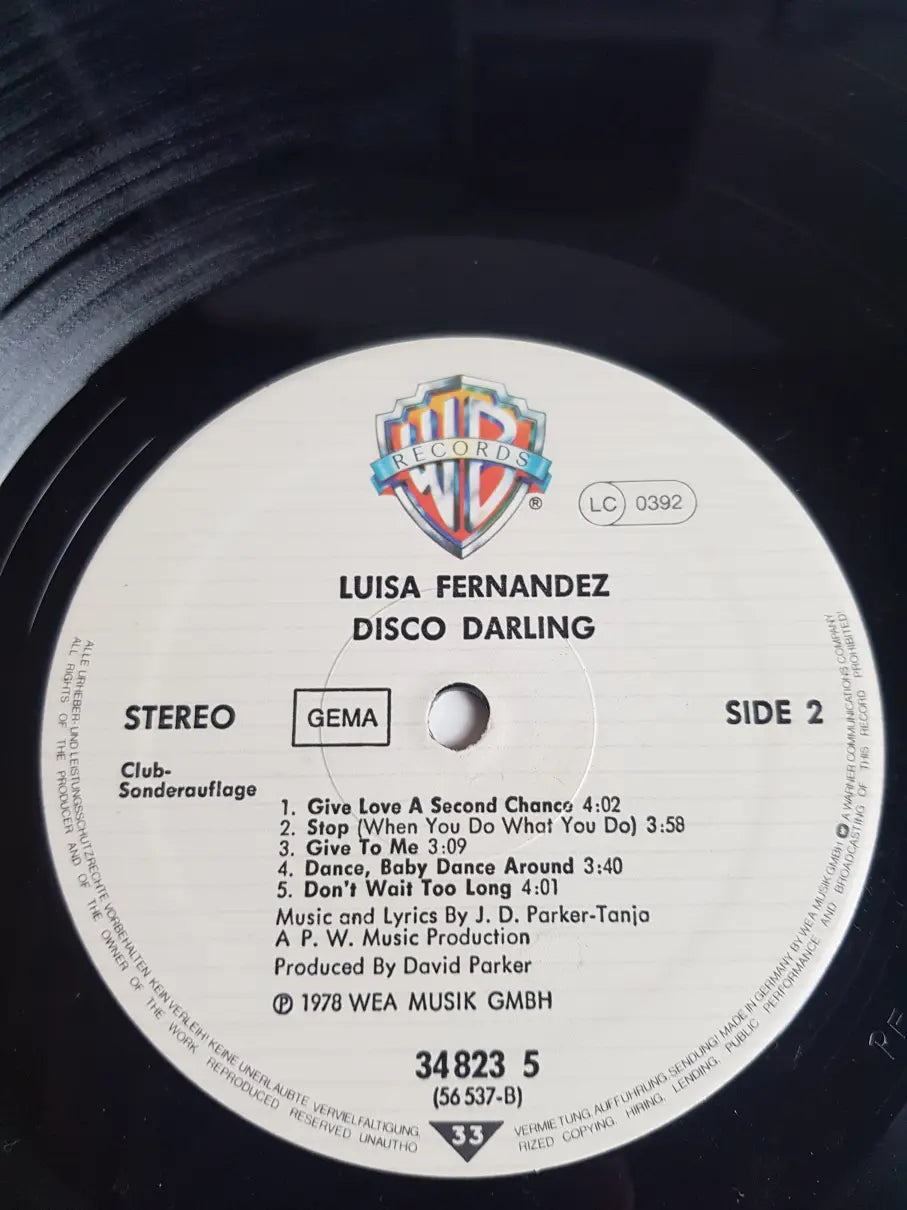 WB
RECORDS
®
LC 0392
LUISA FERNANDEZ
DISCO DARLING
STEREO
GEMA
SIDE 2
Club-
Sonderauflage
1. Give Love A Second Chance 4:02
2. Stop (When You Do What You Do) 3:58
3. Give To Me 3:09
4. Dance, Baby Dance Around 3:40
5. Don't Wait Too Long 4:01
Music and Lyrics By J. D. Parker-Tanja
A P. W. Music Production
Produced By David Parker
℗ 1978 WEA MUSIK GMBH
34 823 5
(56 537-B)
33
ALLE URHEBER- UND LEISTUNGSSCHUTZRECHTE VORBEHALTEN KEIN VERLEIH! KEINE UNERLAUBTE VERVIELFALTIGUNG, VERMIETUNG, AUFFUHRUNG, SENDUNG! MADE IN GERMANY BY WEA MUSIK GMBH A WARNER COMMUNICATIONS COMPANY
ALL RIGHTS OF THE PRODUCER AND OF THE OWNER OF THE WORK REPRODUCED RESERVED UNAUTHORIZED COPYING, HIRING, LENDING, PUBLIC PERFORMANCE AND BROADCASTING OF THIS RECORD PROHIBITED!